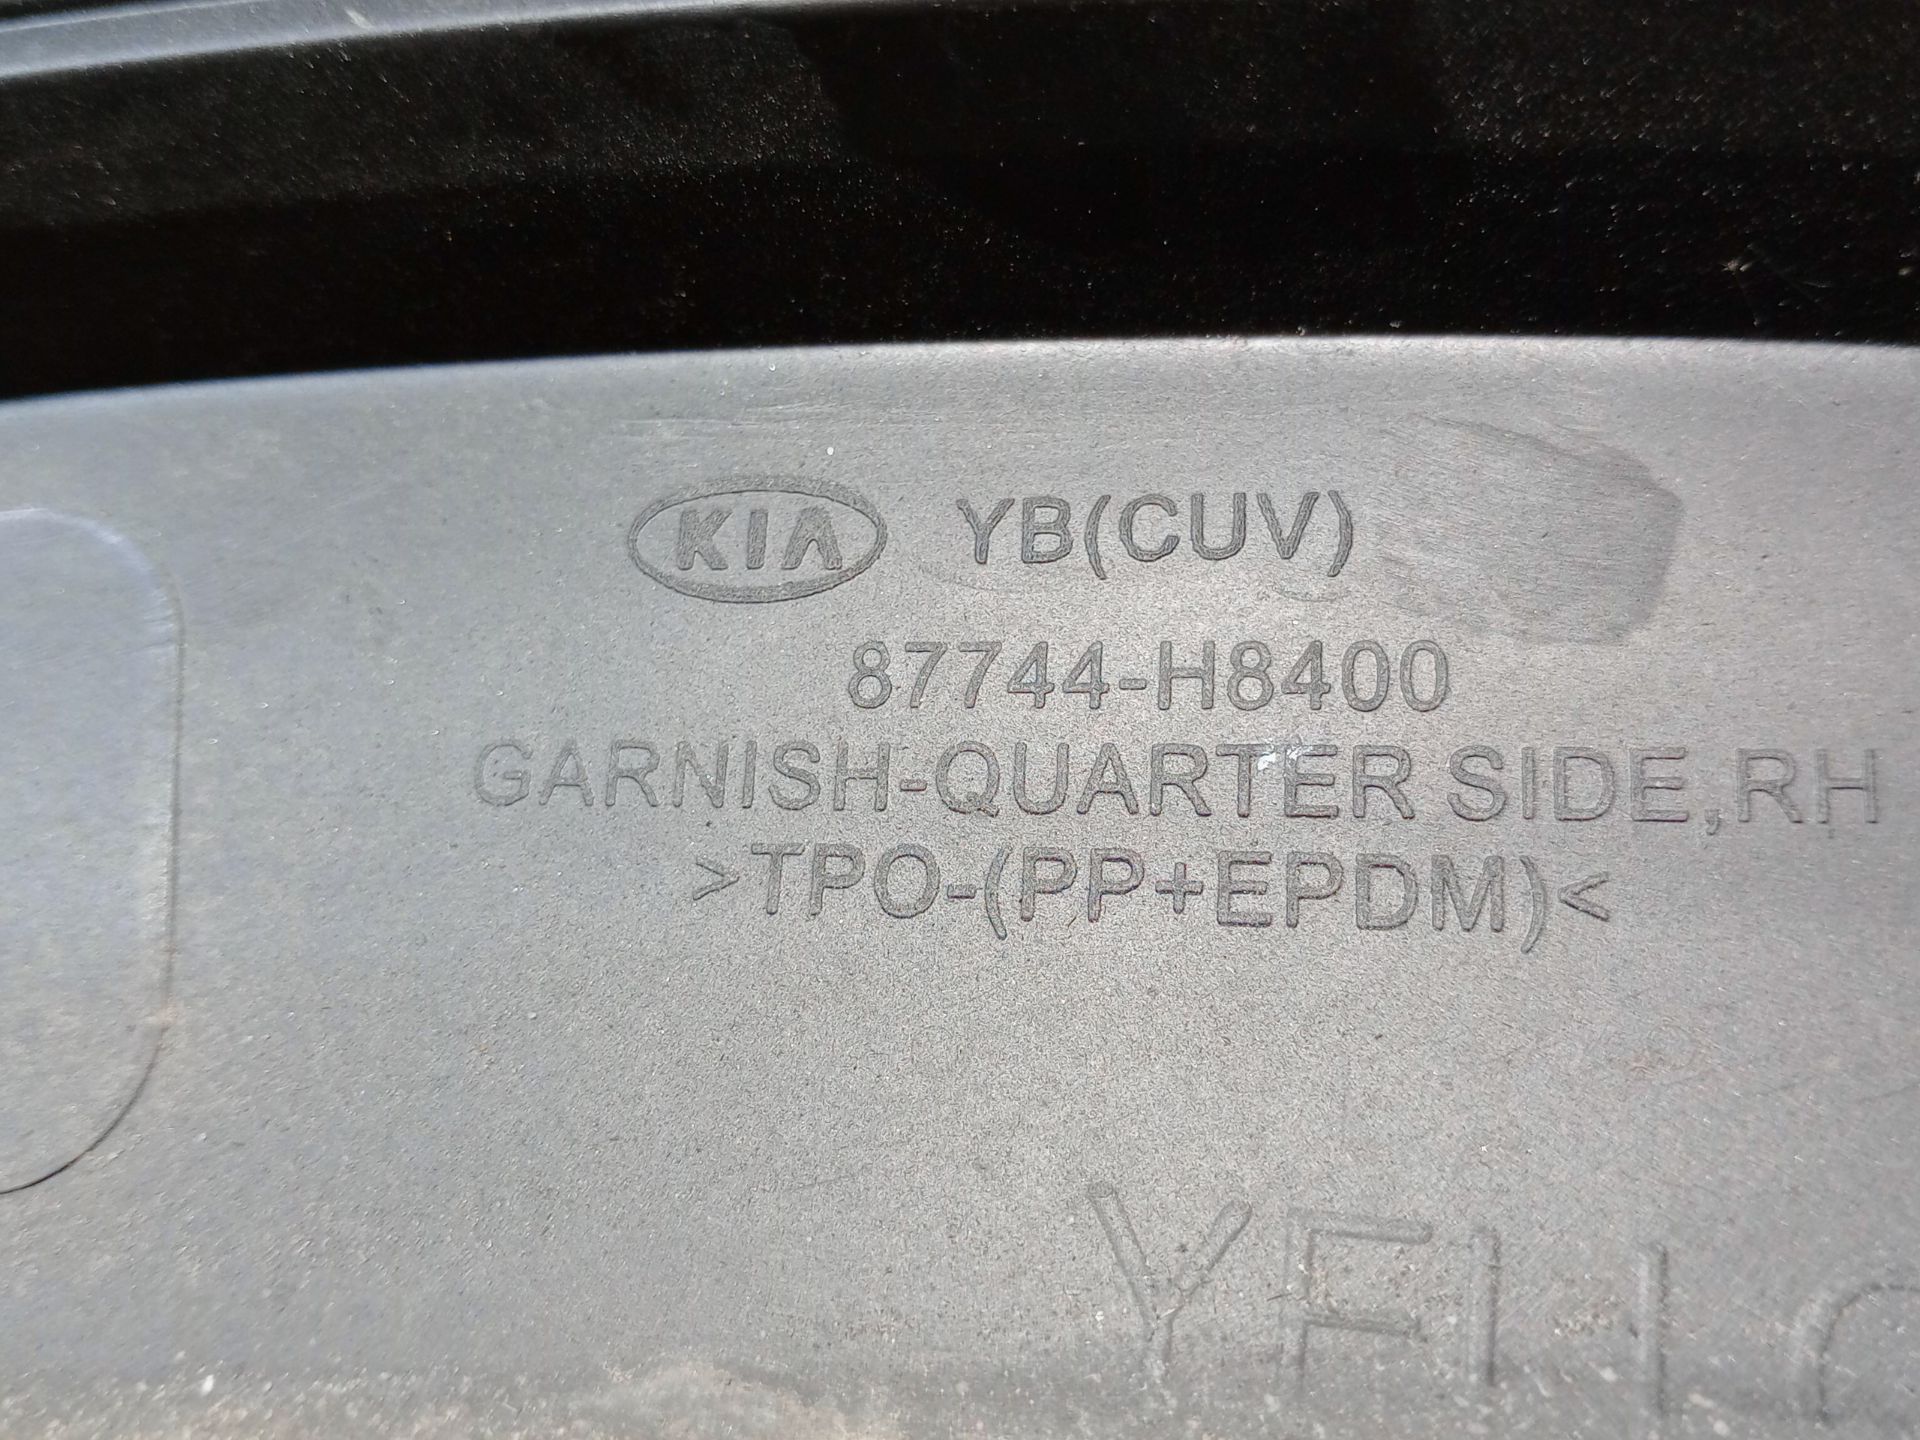 KIA YB(CUV)
87744-H8400
GARNISH-QUARTER SIDE,RH
>TPO-(PP+EPDM)<